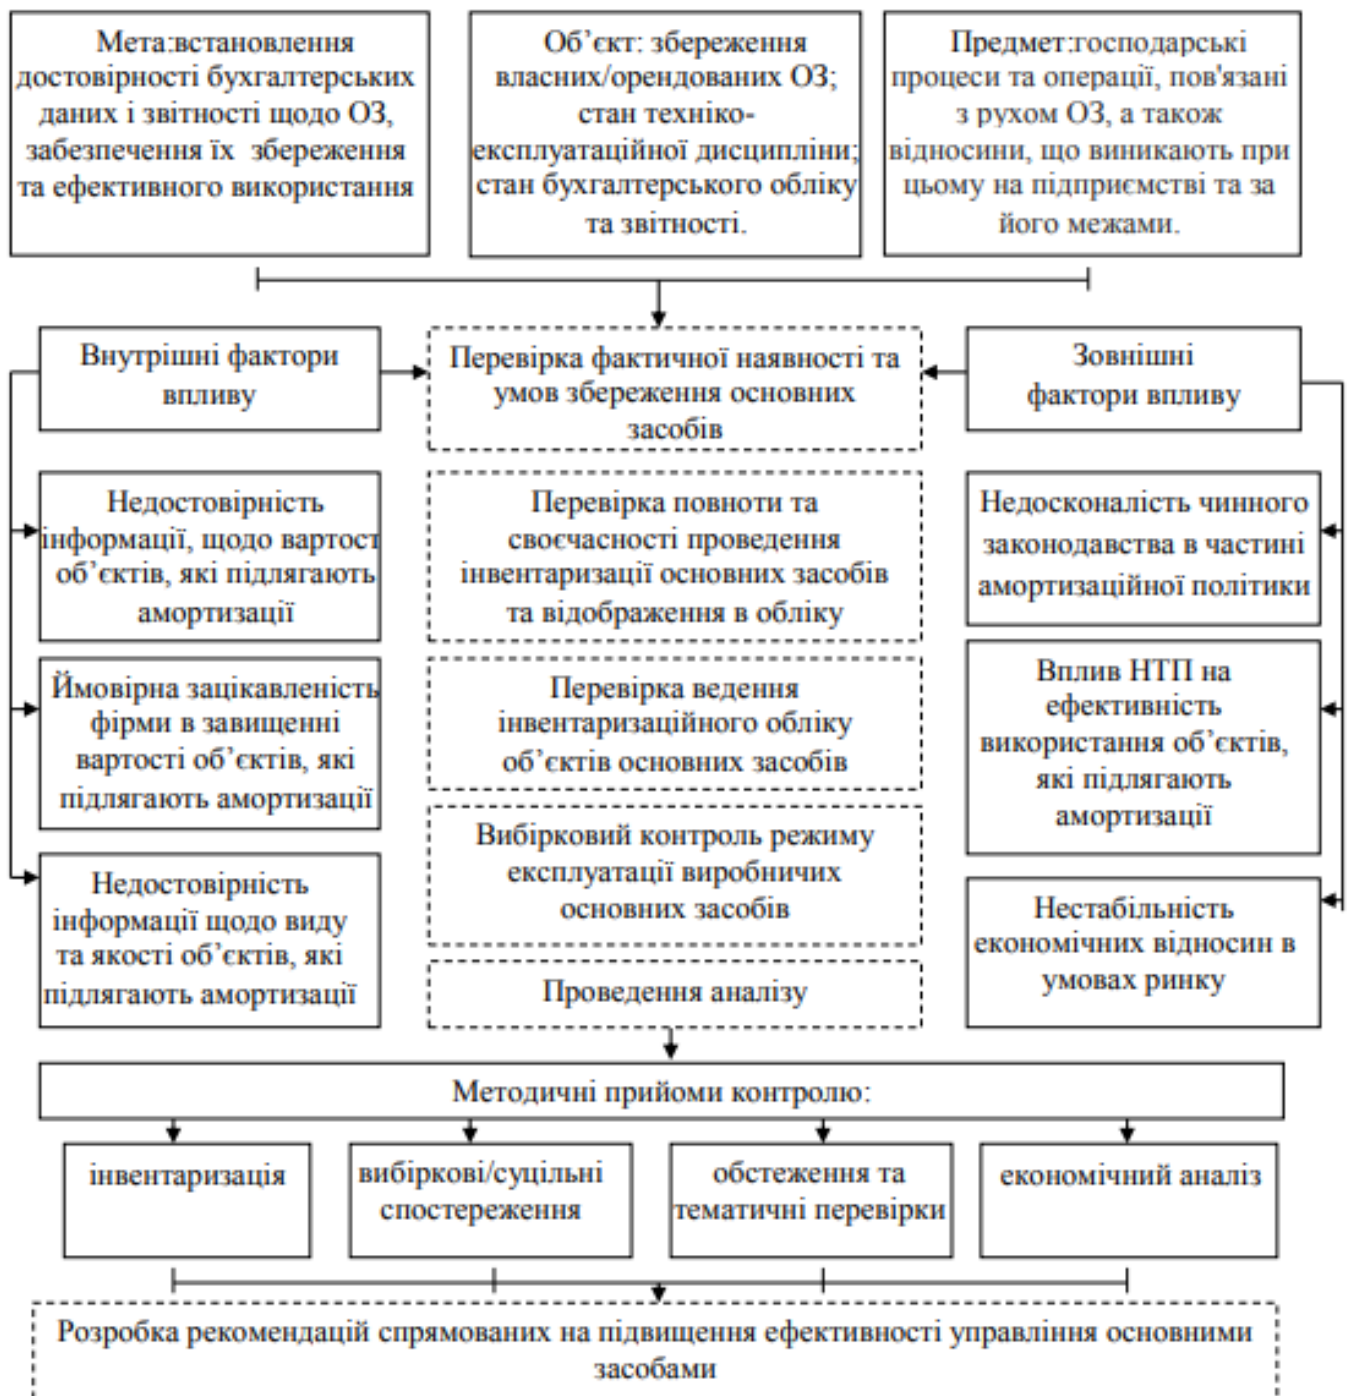 Мета:встановлення
достовірності бухгалтерських
даних і звітності щодо ОЗ,
забезпечення їх збереження
та ефективного використання
Об’єкт: збереження
власних/орендованих ОЗ;
стан техніко-
експлуатаційної дисципліни;
стан бухгалтерського обліку
та звітності.
Предмет:господарські
процеси та операції, пов'язані
з рухом ОЗ, а також
відносини, що виникають при
цьому на підприємстві та за
його межами.
Внутрішні фактори
впливу
Перевірка фактичної наявності та
умов збереження основних
засобів
Зовнішні
фактори впливу
Недостовірність
інформації, щодо вартост
об’єктів, які підлягають
амортизації
Ймовірна зацікавленість
фірми в завищенні
вартості об’єктів, які
підлягають амортизації
Недостовірність
інформації щодо виду
та якості об’єктів, які
підлягають амортизації
Перевірка повноти та
своєчасності проведення
інвентаризації основних засобів
та відображення в обліку
Перевірка ведення
інвентаризаційного обліку
об’єктів основних засобів
Вибірковий контроль режиму
експлуатації виробничих
основних засобів
Проведення аналізу
Недосконалість чинного
законодавства в частині
амортизаційної політики
Вплив НТП на
ефективність
використання об’єктів,
які підлягають
амортизації
Нестабільність
економічних відносин в
умовах ринку
Методичні прийоми контролю:
інвентаризація
вибіркові/суцільні
спостереження
обстеження та
тематичні перевірки
економічний аналіз
Розробка рекомендацій спрямованих на підвищення ефективності управління основними
засобами